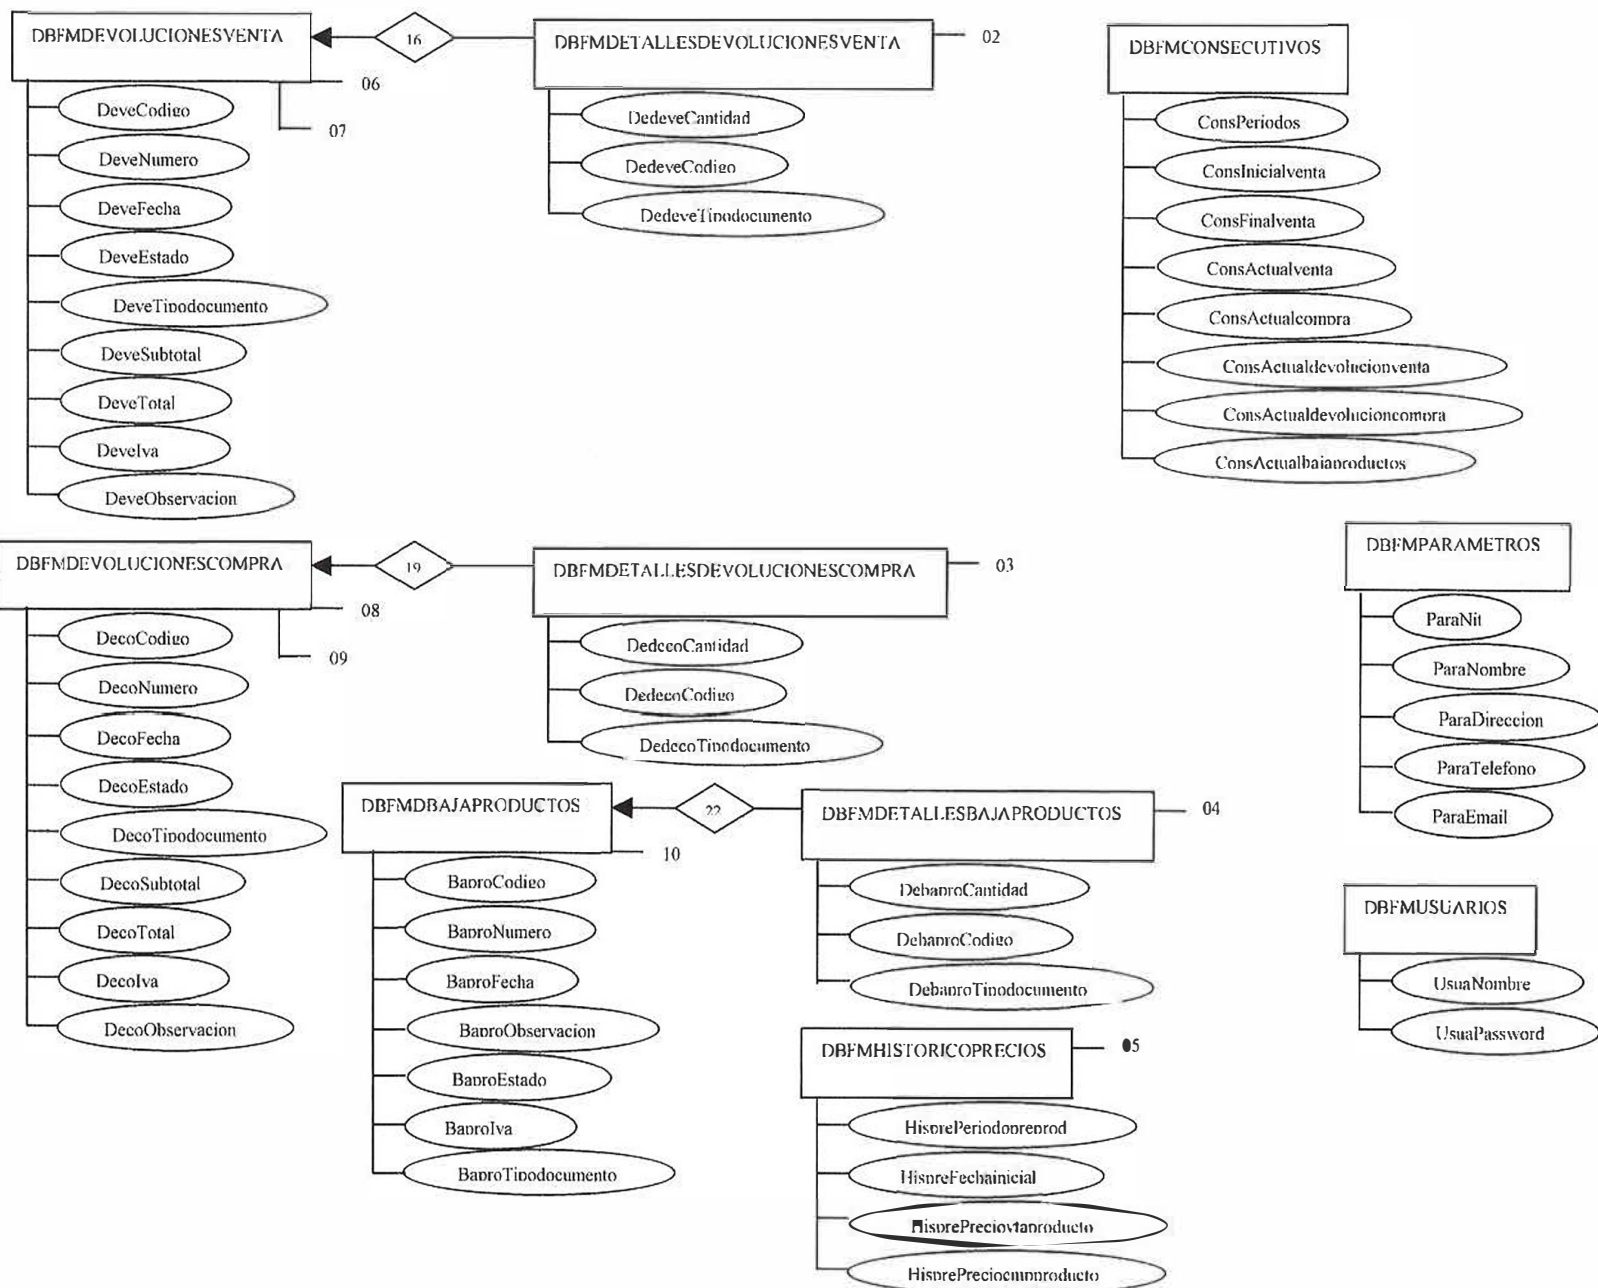 DBFMDEVOLUCIONESVENTA
16
DBFMDETALLESDEVOLUCIONESVENTA
02
06
07
DeveCodigo
DeveNumero
DeveFecha
DeveEstado
DeveTipodocumento
DeveSubtotal
DeveTotal
DeveIva
DeveObservacion
DedeveCantidad
DedeveCodigo
DedeveTipodocumento
DBFMCONSECUTIVOS
ConsPeriodos
ConsInicialventa
ConsFinalventa
ConsActualventa
ConsActualcompra
ConsActualdevolucionventa
ConsActualdevolucioncompra
ConsActualbajaproductos
DBFMDEVOLUCIONESCOMPRA
19
DBFMDETALLESDEVOLUCIONESCOMPRA
03
08
09
DecoCodigo
DecoNumero
DecoFecha
DecoEstado
DecoTipodocumento
DecoSubtotal
DecoTotal
DecoIva
DecoObservacion
DedecoCantidad
DedecoCodigo
DedecoTipodocumento
DBFMPARAMETROS
ParaNit
ParaNombre
ParaDireccion
ParaTelefono
ParaEmail
DBFMDBAJAPRODUCTOS
22
DBFMDETALLESBAJAPRODUCTOS
04
10
BaproCodigo
BaproNumero
BaproFecha
BaproObservacion
BaproEstado
BaproIva
BaproTipodocumento
DebaproCantidad
DebaproCodigo
DebaproTipodocumento
DBFMUSUARIOS
UsuaNombre
UsuaPassword
DBFMHISTORICOPRECIOS
05
HisprePeriodopreprod
HispreFechainicial
HisprePreciovtaproducto
HisprePreciocmpproducto